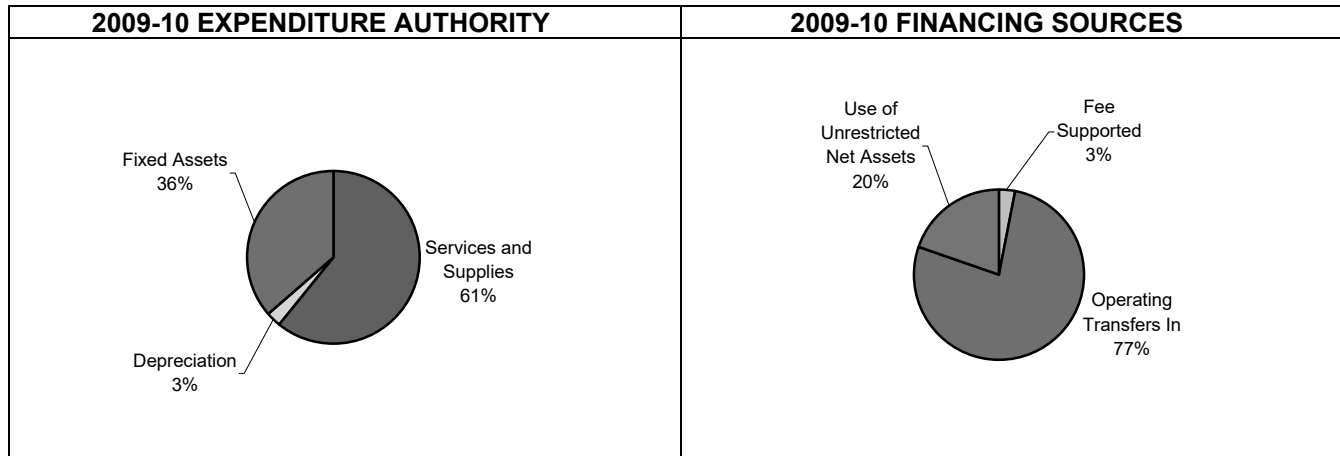 2009-10 EXPENDITURE AUTHORITY
Fixed Assets
36%
Services and
Supplies
61%
Depreciation
3%
2009-10 FINANCING SOURCES
Use of
Unrestricted
Net Assets
20%
Fee
Supported
3%
Operating
Transfers In
77%